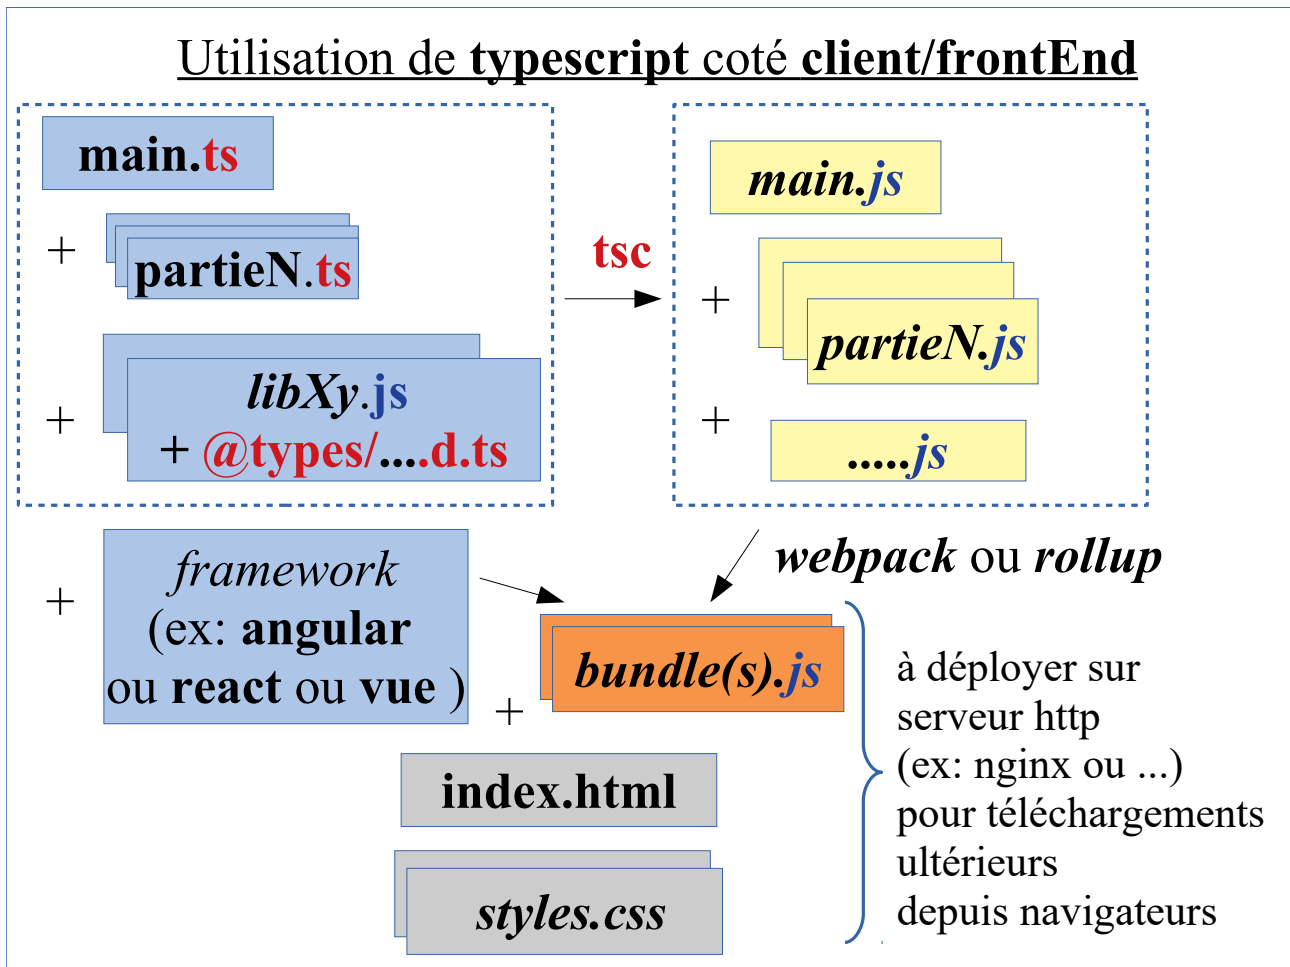 Utilisation de typescript coté client/frontEnd
main.ts
+
partieN.ts
+
libXy.js
+ @types/....d.ts
tsc
main.js
+
partieN.js
+
.....js
+
framework
(ex: angular
ou react ou vue )
webpack ou rollup
bundle(s).js
+
index.html
styles.css
à déployer sur
serveur http
(ex: nginx ou ...)
pour téléchargements
ultérieurs
depuis navigateurs